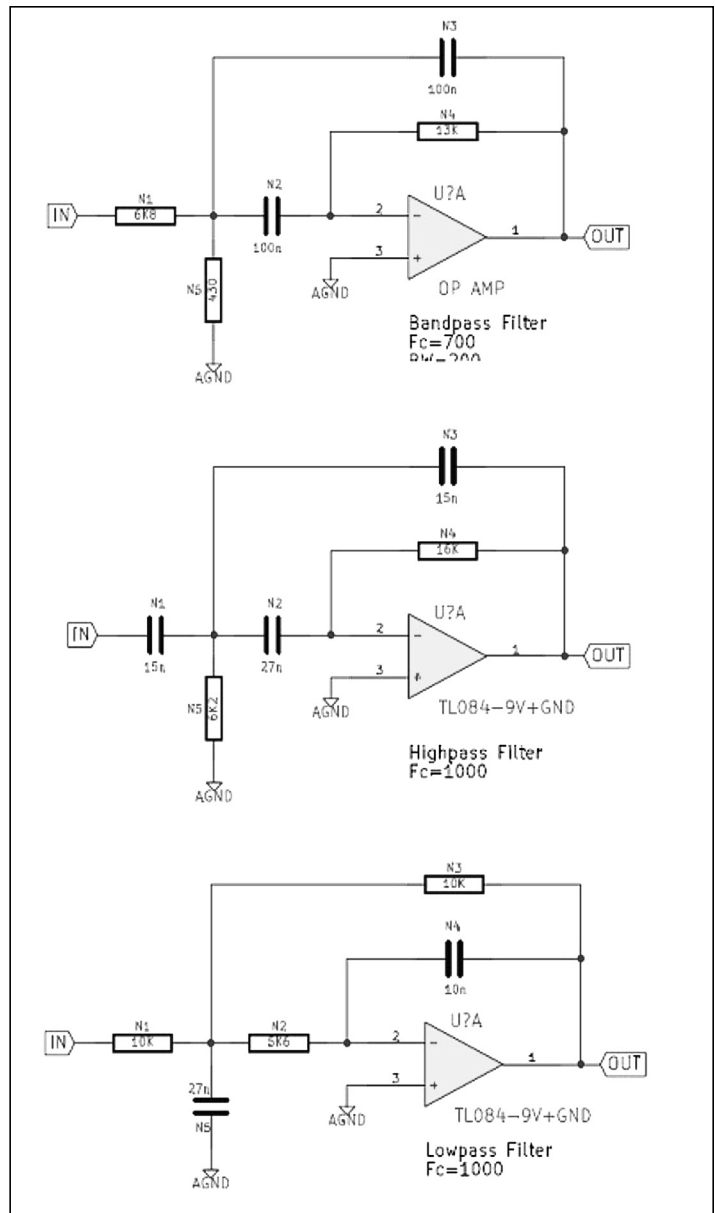 N3
100n
N4
13K
U?A
N1
N2
IN
6K8
2
-
1
OUT
100n
3
+
N5
430
AGND
OP AMP
AGND
Bandpass Filter
Fc=700
BW=200
N3
15n
N4
16K
U?A
N1
N2
IN
2
-
1
OUT
15n
27n
3
+
N5
6K2
AGND
TL084-9V+GND
AGND
Highpass Filter
Fc=1000
N3
10K
N4
10n
U?A
N1
N2
IN
10K
5K6
2
-
1
OUT
27n
3
+
N5
AGND
TL084-9V+GND
AGND
Lowpass Filter
Fc=1000